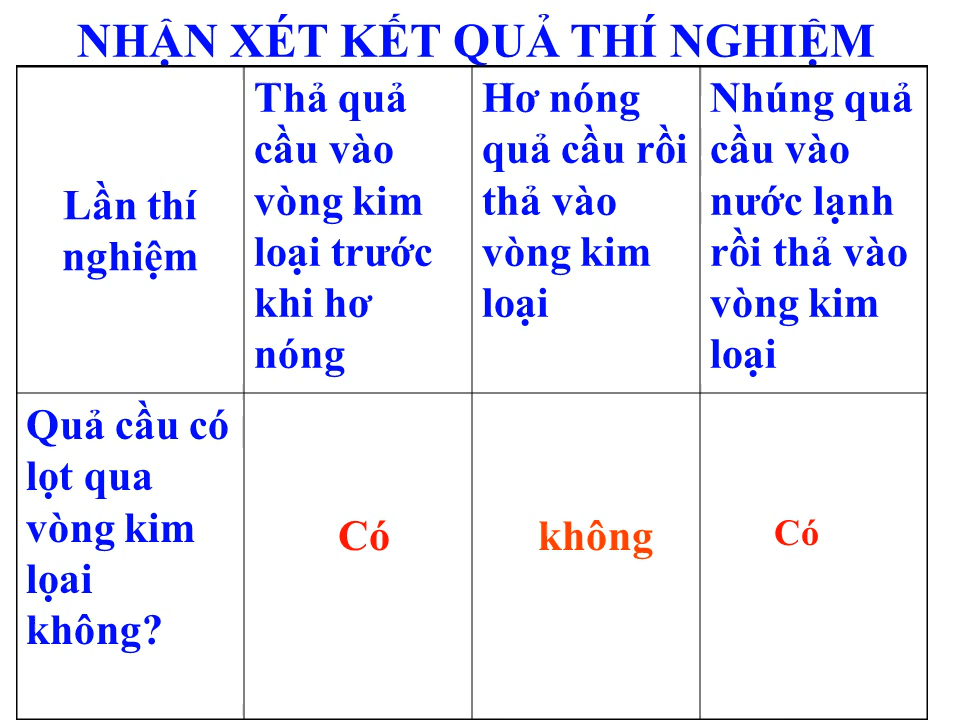 NHẬN XÉT KẾT QUẢ THÍ NGHIỆM
Lần thí
nghiệm
Thả quả
cầu vào
vòng kim
loại trước
khi hơ
nóng
Hơ nóng
quả cầu rồi
thả vào
vòng kim
loại
Nhúng quả
cầu vào
nước lạnh
rồi thả vào
vòng kim
loại
Quả cầu có
lọt qua
vòng kim
lọai
không?
Có
không
Có